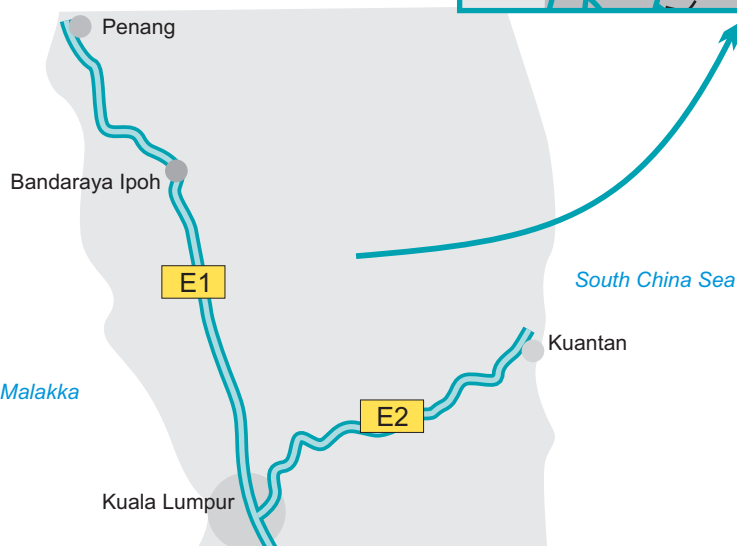 Penang
Bandaraya Ipoh
E1
South China Sea
Kuantan
Malakka
E2
Kuala Lumpur